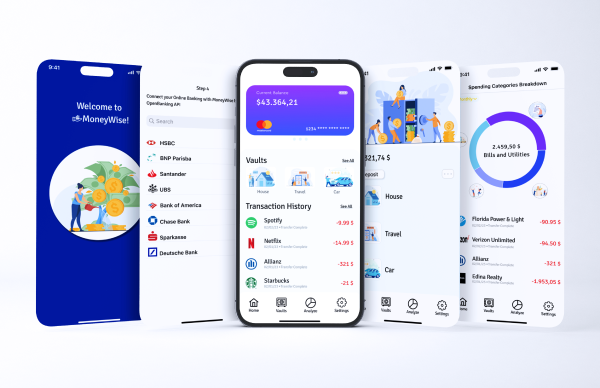 9:41
Welcome to
MoneyWise!
Step 4
Connect your Online Banking with MoneyWise
OpenBanking API
Search
HSBC
BNP Parisba
Santander
UBS
Bank of America
Chase Bank
Sparkasse
Deutsche Bank
Current Balance
$43.364,21
1234 **** **** ****
Vaults
See All
House
Travel
Car
Transaction History
See All
Spotify
-9.99 $
Netflix
-14.99 $
Allianz
-321 $
Starbucks
-21 $
Home
Vaults
Analyze
Settings
321,74 $
eposit
House
Travel
Car
Vaults
Analyze
Settings
9:41
Spending Categories Breakdown
2.459,50 $
Bills and Utilities
Florida Power & Light
-90.95 $
Verizon Unlimited
-94,50 $
Allianz
-321 $
Edina Realty
-1.953,05 $
Vaults
Analyze
Settings